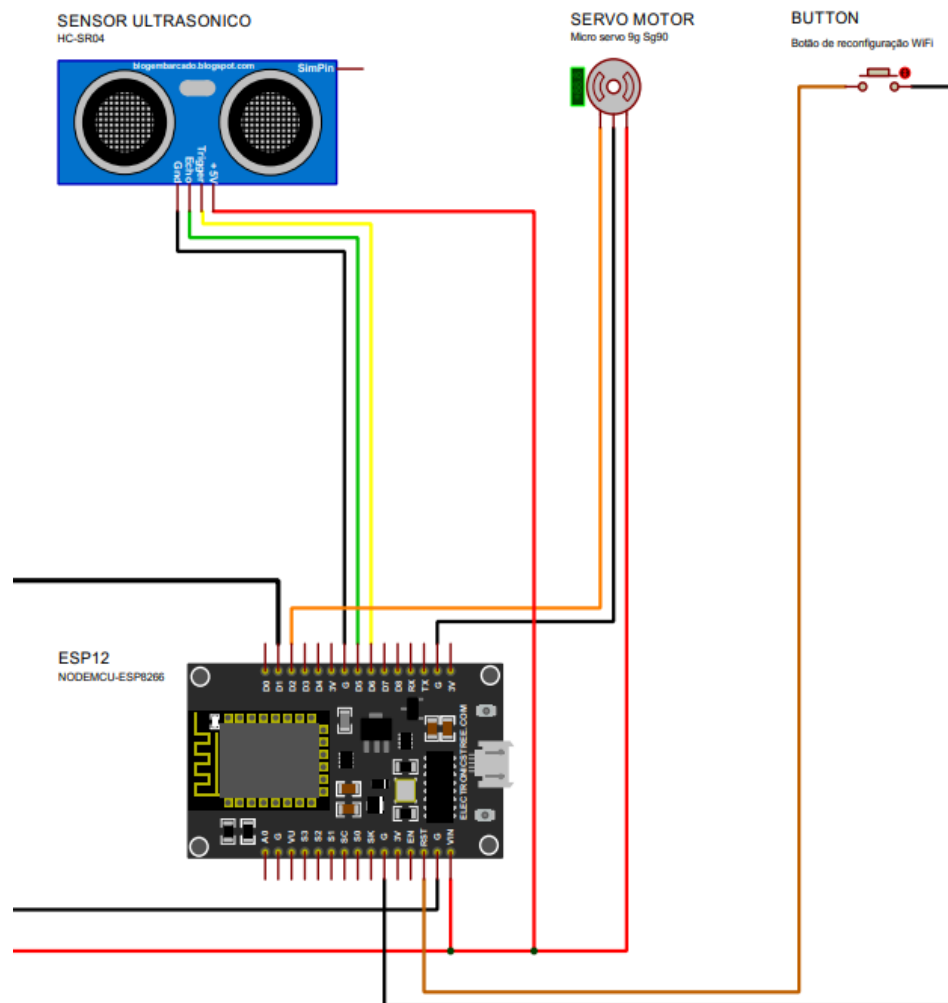 SENSOR ULTRASONICO
HC-SR04
SERVO MOTOR
Micro servo 9g Sg90
BUTTON
Botão de reconfiguração WiFi
blogembarcado.blogspot.com
SimPin
Gnd
Echo
Trigger
+5V
ESP12
NODEMCU-ESP8266
D0 D1 D2 D3 D4 3V G D5 D6 D7 D8 RX TX G 3V
ELECTRONICSTREE.COM
A0 G VU S3 S2 S1 SC S0 SK G 3V EN RST G VIN